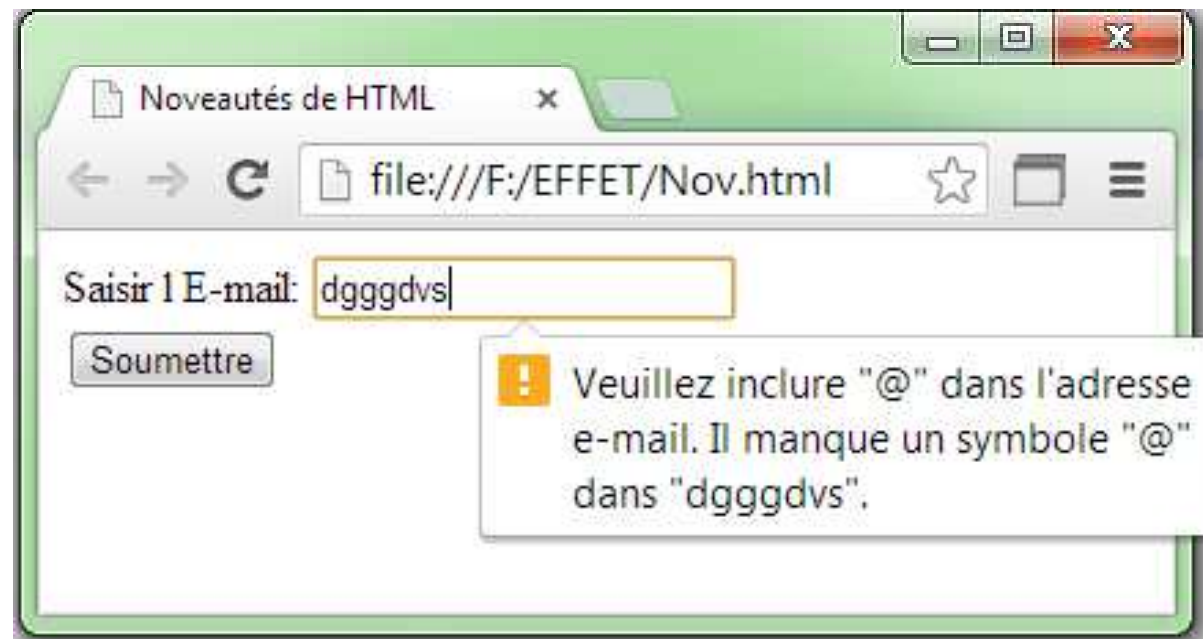 Noveautés de HTML
file:///F:/EFFET/Nov.html
Saisir l E-mail: dgggdvs
Soumettre
Veuillez inclure "@" dans l'adresse
e-mail. Il manque un symbole "@"
dans "dgggdvs".